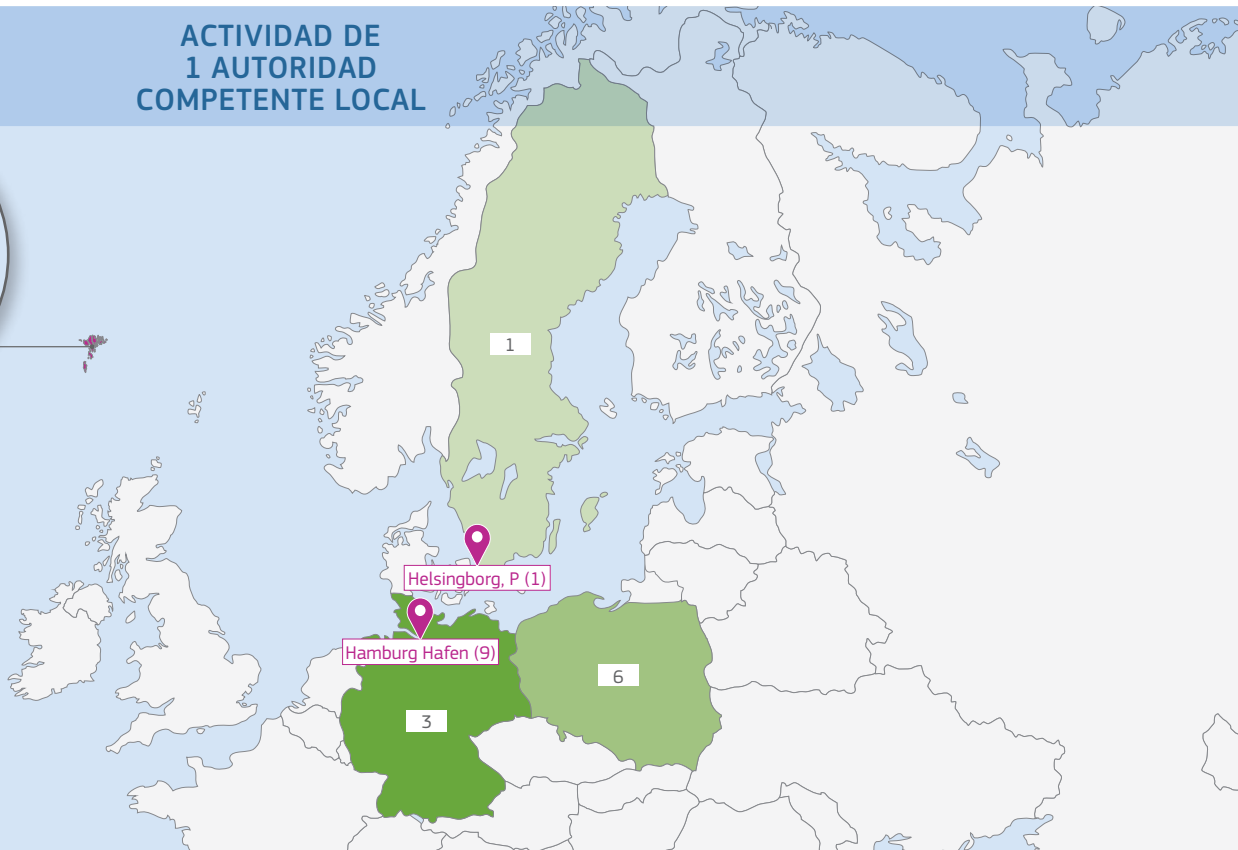 ACTIVIDAD DE
1 AUTORIDAD
COMPETENTE LOCAL
1
Helsingborg, P (1)
Hamburg Hafen (9)
6
3